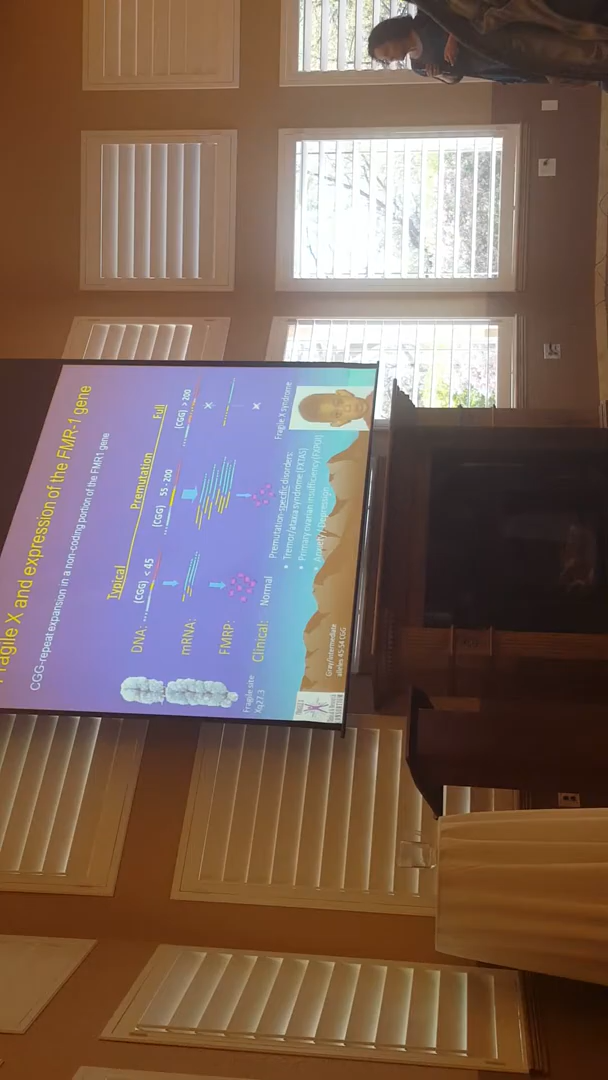 Fragile X and expression of the FMR-1 gene
CGG-repeat expansion in a non-coding portion of the FMR1 gene
Typical Premutation Full
DNA: (CGG) < 45 (CGG) 55 - 200 (CGG) > 200
mRNA:
FMRP:
Clinical: Normal
Premutation-specific disorders:
• Tremor/ataxia syndrome (FXTAS)
• Primary ovarian insufficiency (FXPOI)
• Anxiety/Depression
Fragile X syndrome
Fragile site
Xq27.3
Gray/Intermediate
alleles 45-54 CGG